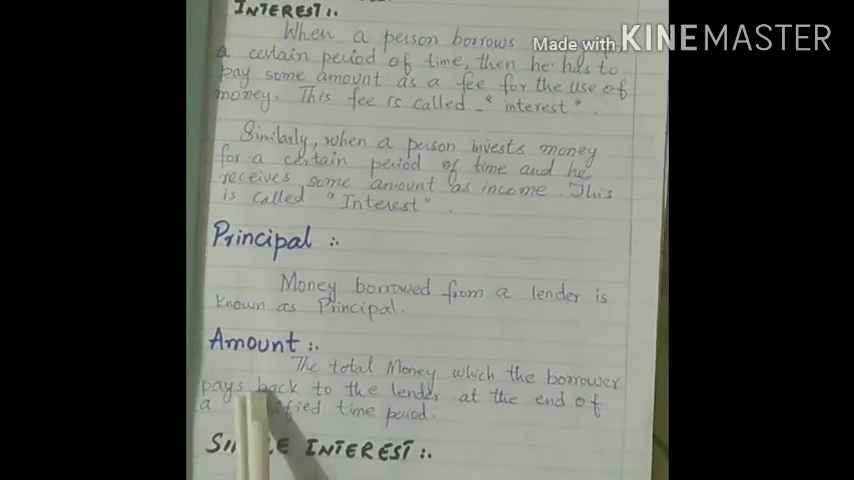 INTEREST:.
When a person borrows
Made with KINEMASTER
a certain period of time, then he has to
pay some amount as a fee for the use of
money. This fee is called - "interest".
Similarly, when a person invests money
for a certain period of time and he
receives some amount as income. This
is called "Interest".
Principal :.
Money borrowed from a lender is
known as Principal.
Amount :.
The total Money which the borrower
pays back to the lender at the end of
a time period.
INTEREST:.